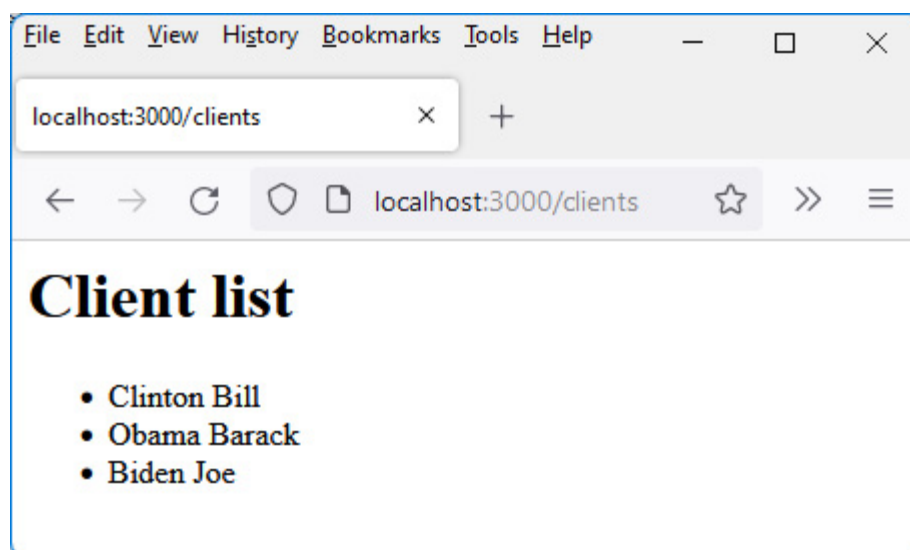 File Edit View History Bookmarks Tools Help
localhost:3000/clients
localhost:3000/clients
Client list
• Clinton Bill
• Obama Barack
• Biden Joe